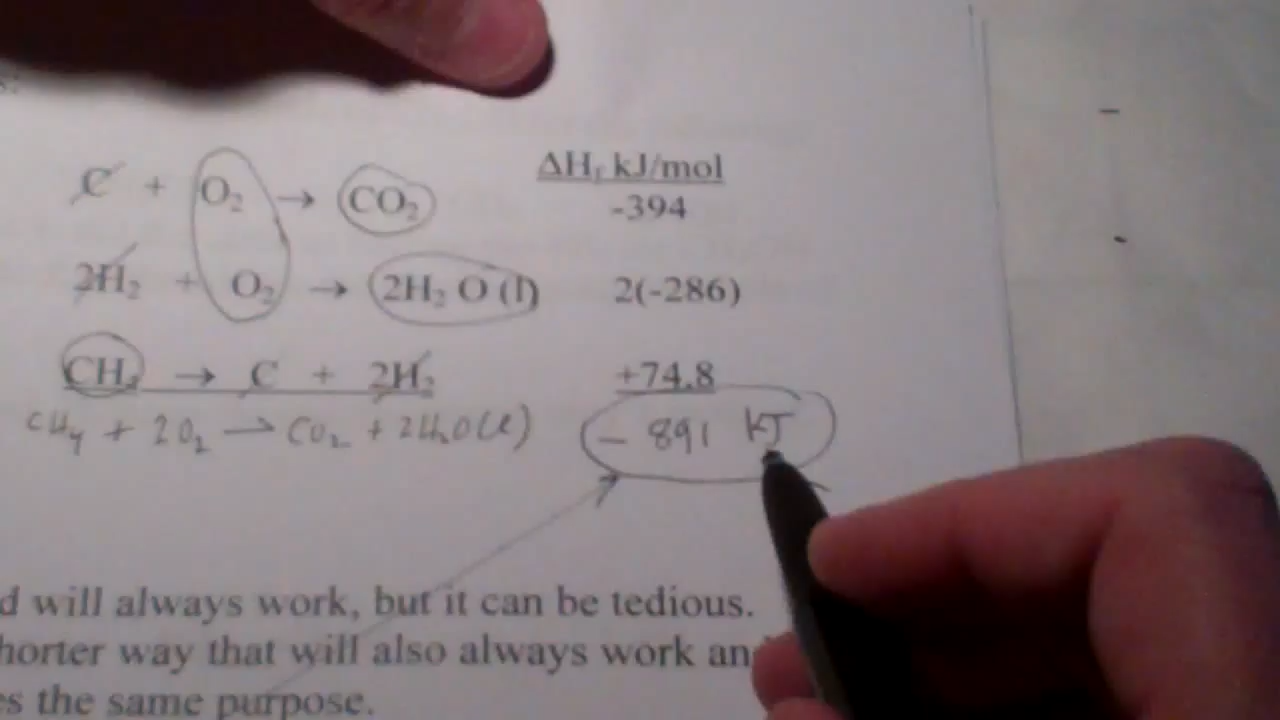 s:
ΔHf kJ/mol
C + O₂ → CO₂ -394
2H₂ + O₂ → 2H₂O (l) 2(-286)
CH₄ → C + 2H₂ +74.8
CH₄ + 2O₂ → CO₂ + 2H₂O(l) - 891 KJ
d will always work, but it can be tedious.
horter way that will also always work an
es the same purpose.